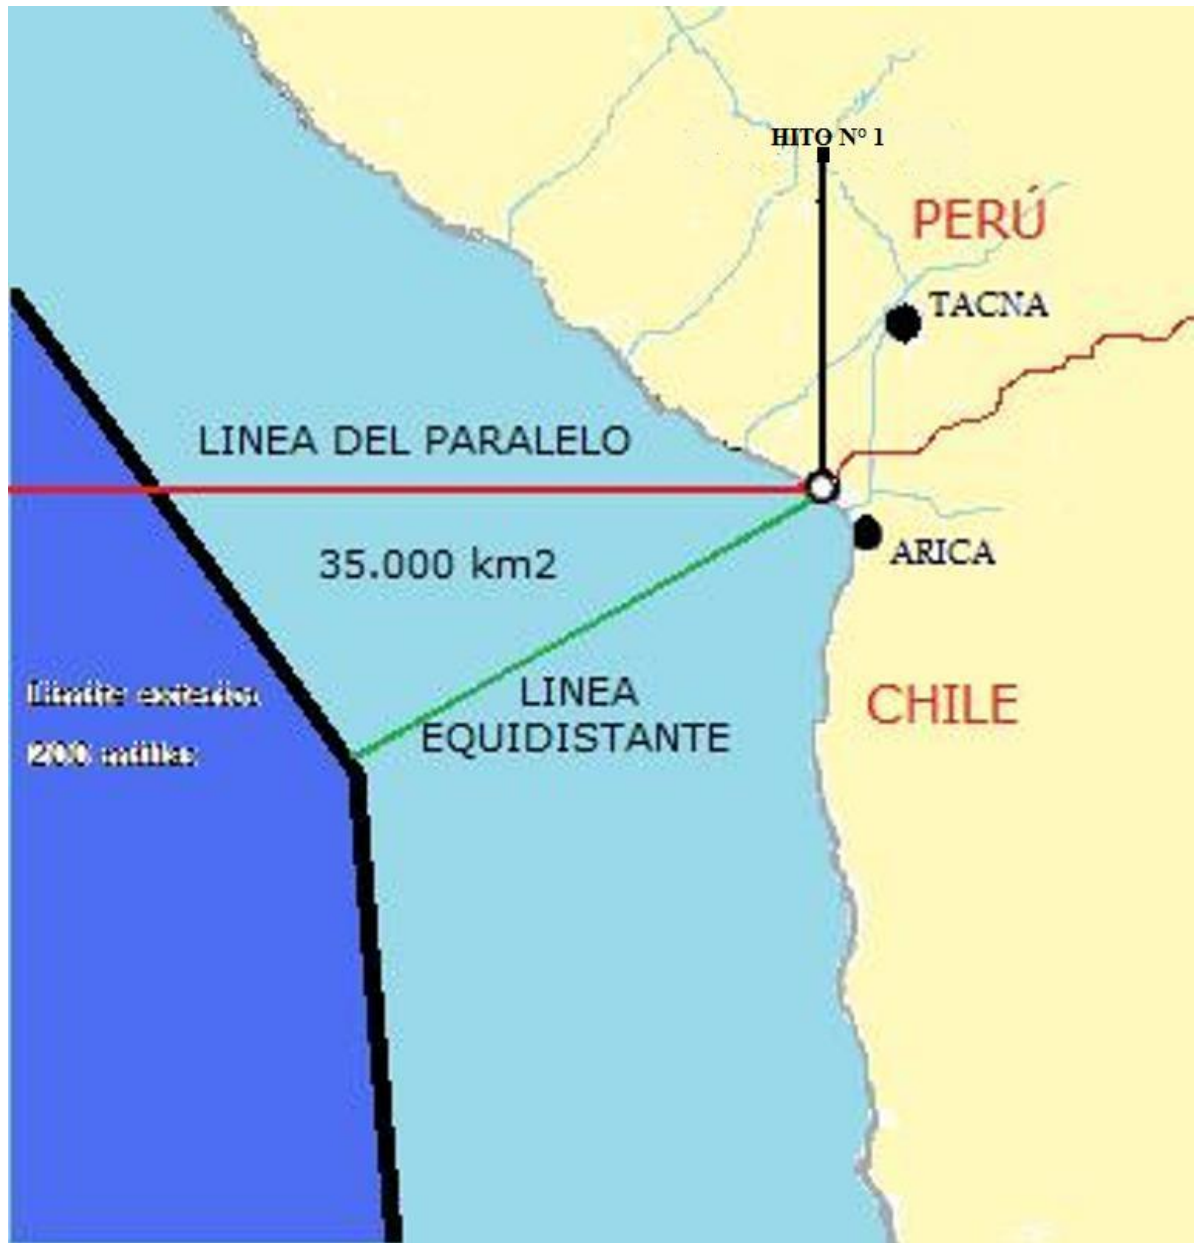 HITO N° 1
PERÚ
TACNA
LINEA DEL PARALELO
35.000 km2
ARICA
Limite exterior
200 millas
LINEA
EQUIDISTANTE
CHILE